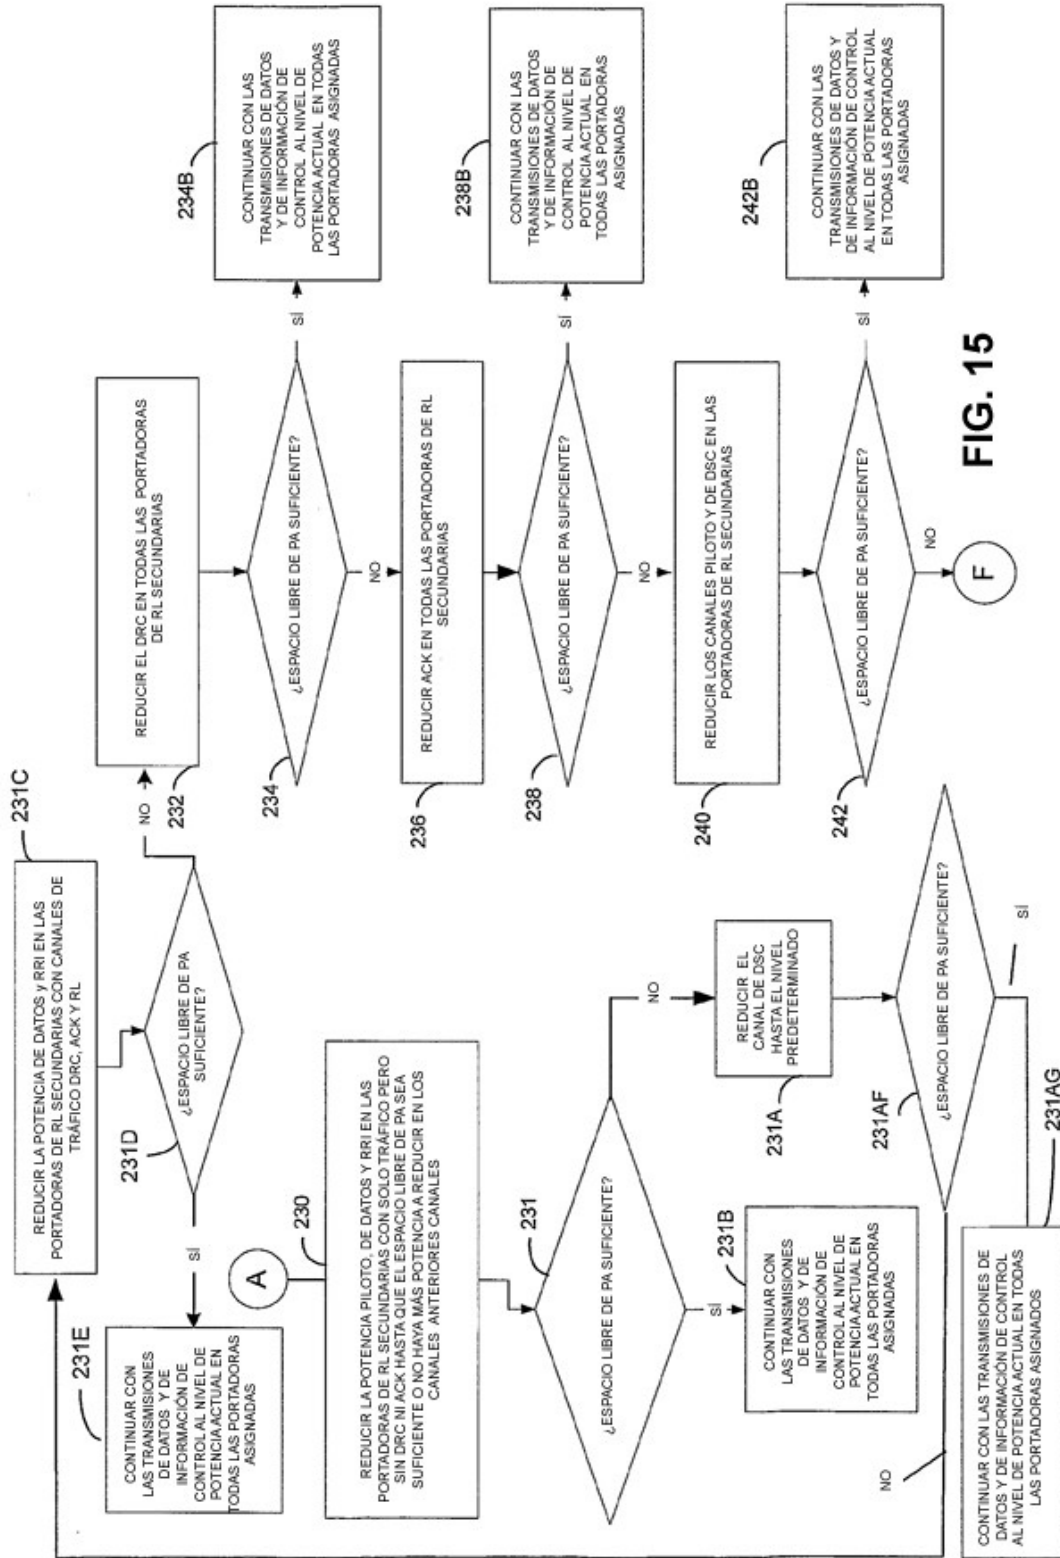 231C
REDUCIR LA POTENCIA DE DATOS y RRI EN LAS
PORTADORAS DE RL SECUNDARIAS CON CANALES DE
TRÁFICO DRC, ACK Y RL
231D
¿ESPACIO LIBRE DE PA
SUFICIENTE?
SÍ
NO
231E
CONTINUAR CON
LAS TRANSMISIONES
DE DATOS Y DE
INFORMACIÓN DE
CONTROL AL NIVEL DE
POTENCIA ACTUAL EN
TODAS LAS PORTADORAS
ASIGNADAS
A
230
REDUCIR LA POTENCIA PILOTO, DE DATOS Y RRI EN LAS
PORTADORAS DE RL SECUNDARIAS CON SOLO TRÁFICO PERO
SIN DRC NI ACK HASTA QUE EL ESPACIO LIBRE DE PA SEA
SUFICIENTE O NO HAYA MÁS POTENCIA A REDUCIR EN LOS
CANALES ANTERIORES CANALES
231
¿ESPACIO LIBRE DE PA SUFICIENTE?
SÍ
NO
231B
CONTINUAR CON
LAS TRANSMISIONES
DE DATOS Y DE
INFORMACIÓN DE
CONTROL AL NIVEL DE
POTENCIA ACTUAL EN
TODAS LAS PORTADORAS
ASIGNADAS
REDUCIR EL
CANAL DE DSC
HASTA EL NIVEL
PREDETERMINADO
231A
231AF
¿ESPACIO LIBRE DE PA SUFICIENTE?
NO
SÍ
CONTINUAR CON LAS TRANSMISIONES DE
DATOS Y DE INFORMACIÓN DE CONTROL
AL NIVEL DE POTENCIA ACTUAL EN TODAS
LAS PORTADORAS ASIGNADOS
231AG
REDUCIR EL DRC EN TODAS LAS PORTADORAS
DE RL SECUNDARIAS
232
234
¿ESPACIO LIBRE DE PA SUFICIENTE?
SÍ
NO
234B
CONTINUAR CON LAS
TRANSMISIONES DE DATOS
Y DE INFORMACIÓN DE
CONTROL AL NIVEL DE
POTENCIA ACTUAL EN TODAS
LAS PORTADORAS ASIGNADAS
REDUCIR ACK EN TODAS LAS PORTADORAS DE RL
SECUNDARIAS
236
238
¿ESPACIO LIBRE DE PA SUFICIENTE?
SÍ
NO
238B
CONTINUAR CON LAS
TRANSMISIONES DE DATOS
Y DE INFORMACIÓN DE
CONTROL AL NIVEL DE
POTENCIA ACTUAL EN
TODAS LAS PORTADORAS
ASIGNADAS
REDUCIR LOS CANALES PILOTO Y DE DSC EN LAS
PORTADORAS DE RL SECUNDARIAS
240
242
¿ESPACIO LIBRE DE PA SUFICIENTE?
SÍ
NO
242B
CONTINUAR CON LAS
TRANSMISIONES DE DATOS Y
DE INFORMACIÓN DE CONTROL
AL NIVEL DE POTENCIA ACTUAL
EN TODAS LAS PORTADORAS
ASIGNADAS
F
FIG. 15